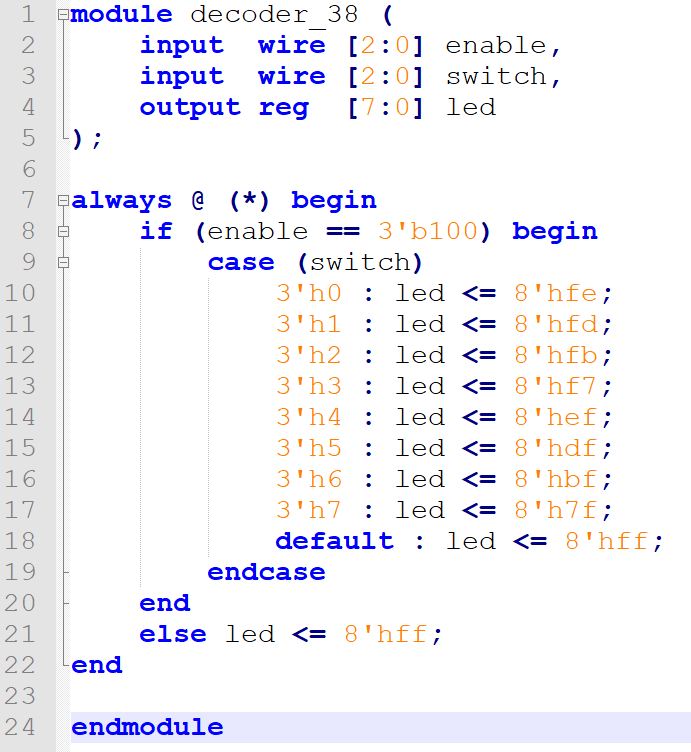 1 module decoder_38 (
2     input  wire [2:0] enable,
3     input  wire [2:0] switch,
4     output reg  [7:0] led
5 );
6
7 always @ (*) begin
8     if (enable == 3'b100) begin
9         case (switch)
10             3'h0 : led <= 8'hfe;
11             3'h1 : led <= 8'hfd;
12             3'h2 : led <= 8'hfb;
13             3'h3 : led <= 8'hf7;
14             3'h4 : led <= 8'hef;
15             3'h5 : led <= 8'hdf;
16             3'h6 : led <= 8'hbf;
17             3'h7 : led <= 8'h7f;
18             default : led <= 8'hff;
19         endcase
20     end
21     else led <= 8'hff;
22 end
23
24 endmodule